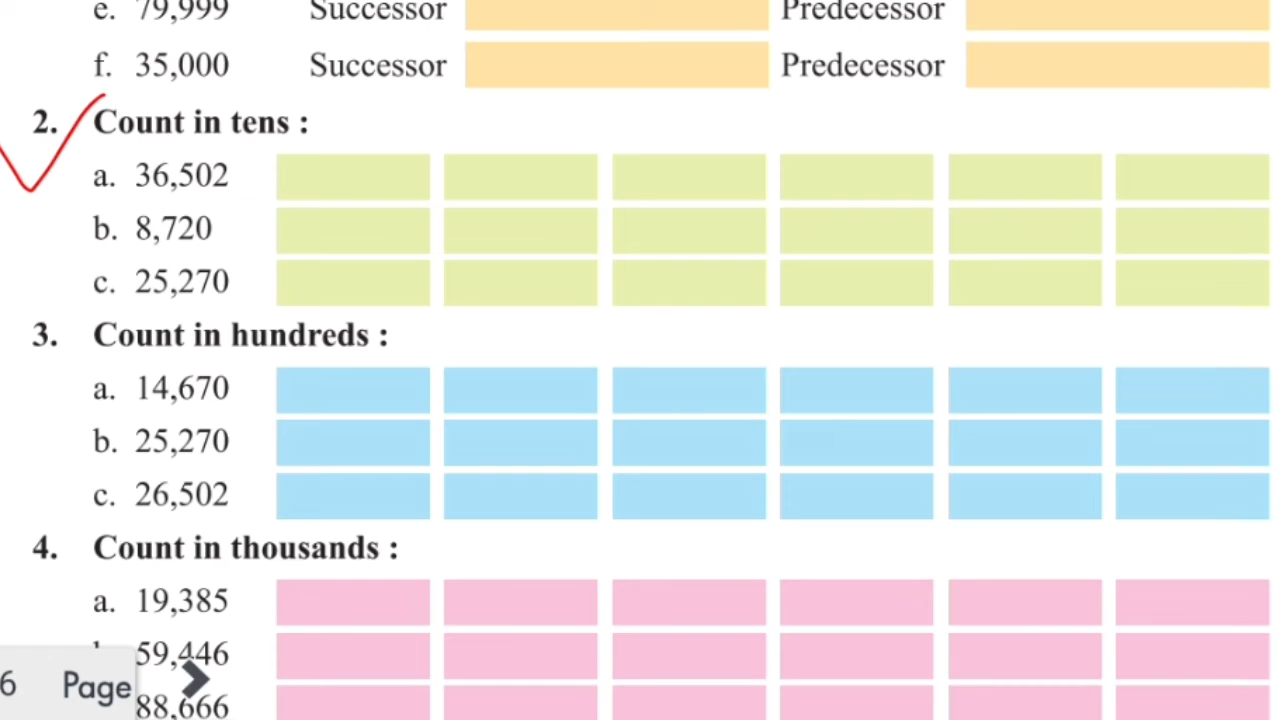 e. 79,999 Successor Predecessor
f. 35,000 Successor Predecessor
2. Count in tens :
a. 36,502
b. 8,720
c. 25,270
3. Count in hundreds :
a. 14,670
b. 25,270
c. 26,502
4. Count in thousands :
a. 19,385
59,446
88,666
6 Page